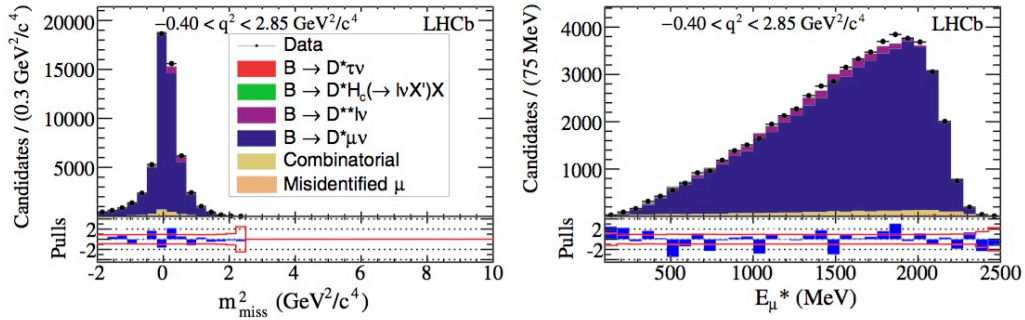 −0.40 < q² < 2.85 GeV²/c⁴ LHCb
Candidates / (0.3 GeV²/c⁴)
20000
15000
10000
5000
Data
B → D*τν
B → D*H_c(→ lνX')X
B → D**lν
B → D*μν
Combinatorial
Misidentified μ
Pulls
2
-2
-2 0 2 4 6 8 10
m²_miss (GeV²/c⁴)
−0.40 < q² < 2.85 GeV²/c⁴ LHCb
Candidates / (75 MeV)
4000
2000
Pulls
2
-2
500 1000 1500 2000 2500
E_μ* (MeV)